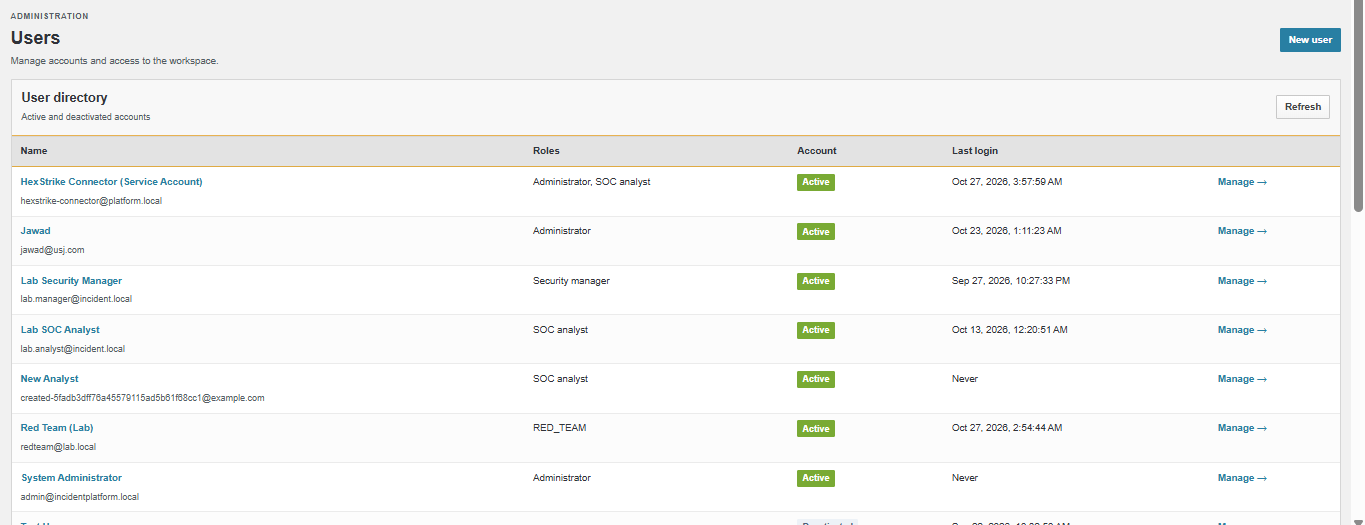 ADMINISTRATION
Users
New user
Manage accounts and access to the workspace.
User directory
Active and deactivated accounts
Refresh
Name Roles Account Last login
HexStrike Connector (Service Account) Administrator, SOC analyst Active Oct 27, 2026, 3:57:59 AM Manage →
hexstrike-connector@platform.local
Jawad Administrator Active Oct 23, 2026, 1:11:23 AM Manage →
jawad@usj.com
Lab Security Manager Security manager Active Sep 27, 2026, 10:27:33 PM Manage →
lab.manager@incident.local
Lab SOC Analyst SOC analyst Active Oct 13, 2026, 12:20:51 AM Manage →
lab.analyst@incident.local
New Analyst SOC analyst Active Never Manage →
created-5fadb3dff76a45579115ad5b61f68cc1@example.com
Red Team (Lab) RED_TEAM Active Oct 27, 2026, 2:54:44 AM Manage →
redteam@lab.local
System Administrator Administrator Active Never Manage →
admin@incidentplatform.local